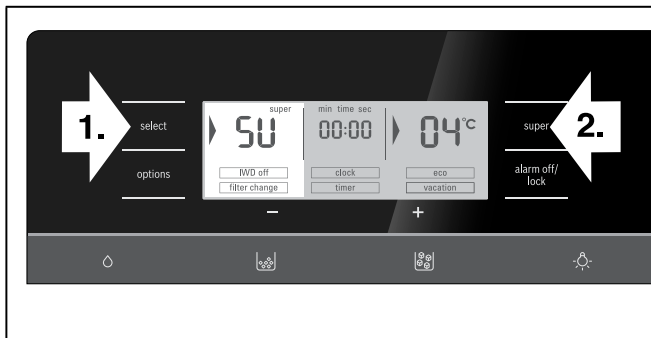 1.
select
options
super
SU
IWD off
filter change
min time sec
00:00
clock
timer
04°C
eco
vacation
super
2.
alarm off/
lock
−
+